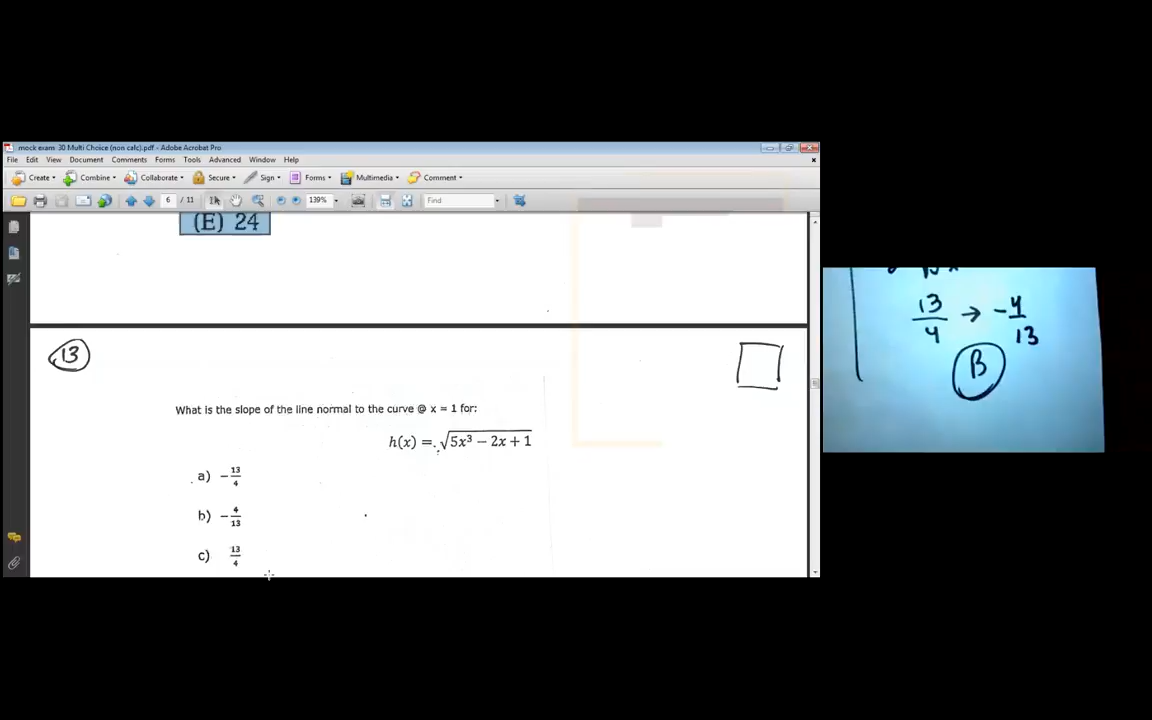 mock exam 30 Multi Choice (non calc).pdf - Adobe Acrobat Pro
File Edit View Document Comments Forms Tools Advanced Window Help
Create Combine Collaborate Secure Sign Forms Multimedia Comment
6 / 11 139% Find
(E) 24
13
What is the slope of the line normal to the curve @ x = 1 for:
h(x) = √5x³ − 2x + 1
a) −13/4
b) −4/13
c) 13/4
13/4 → −4/13
B